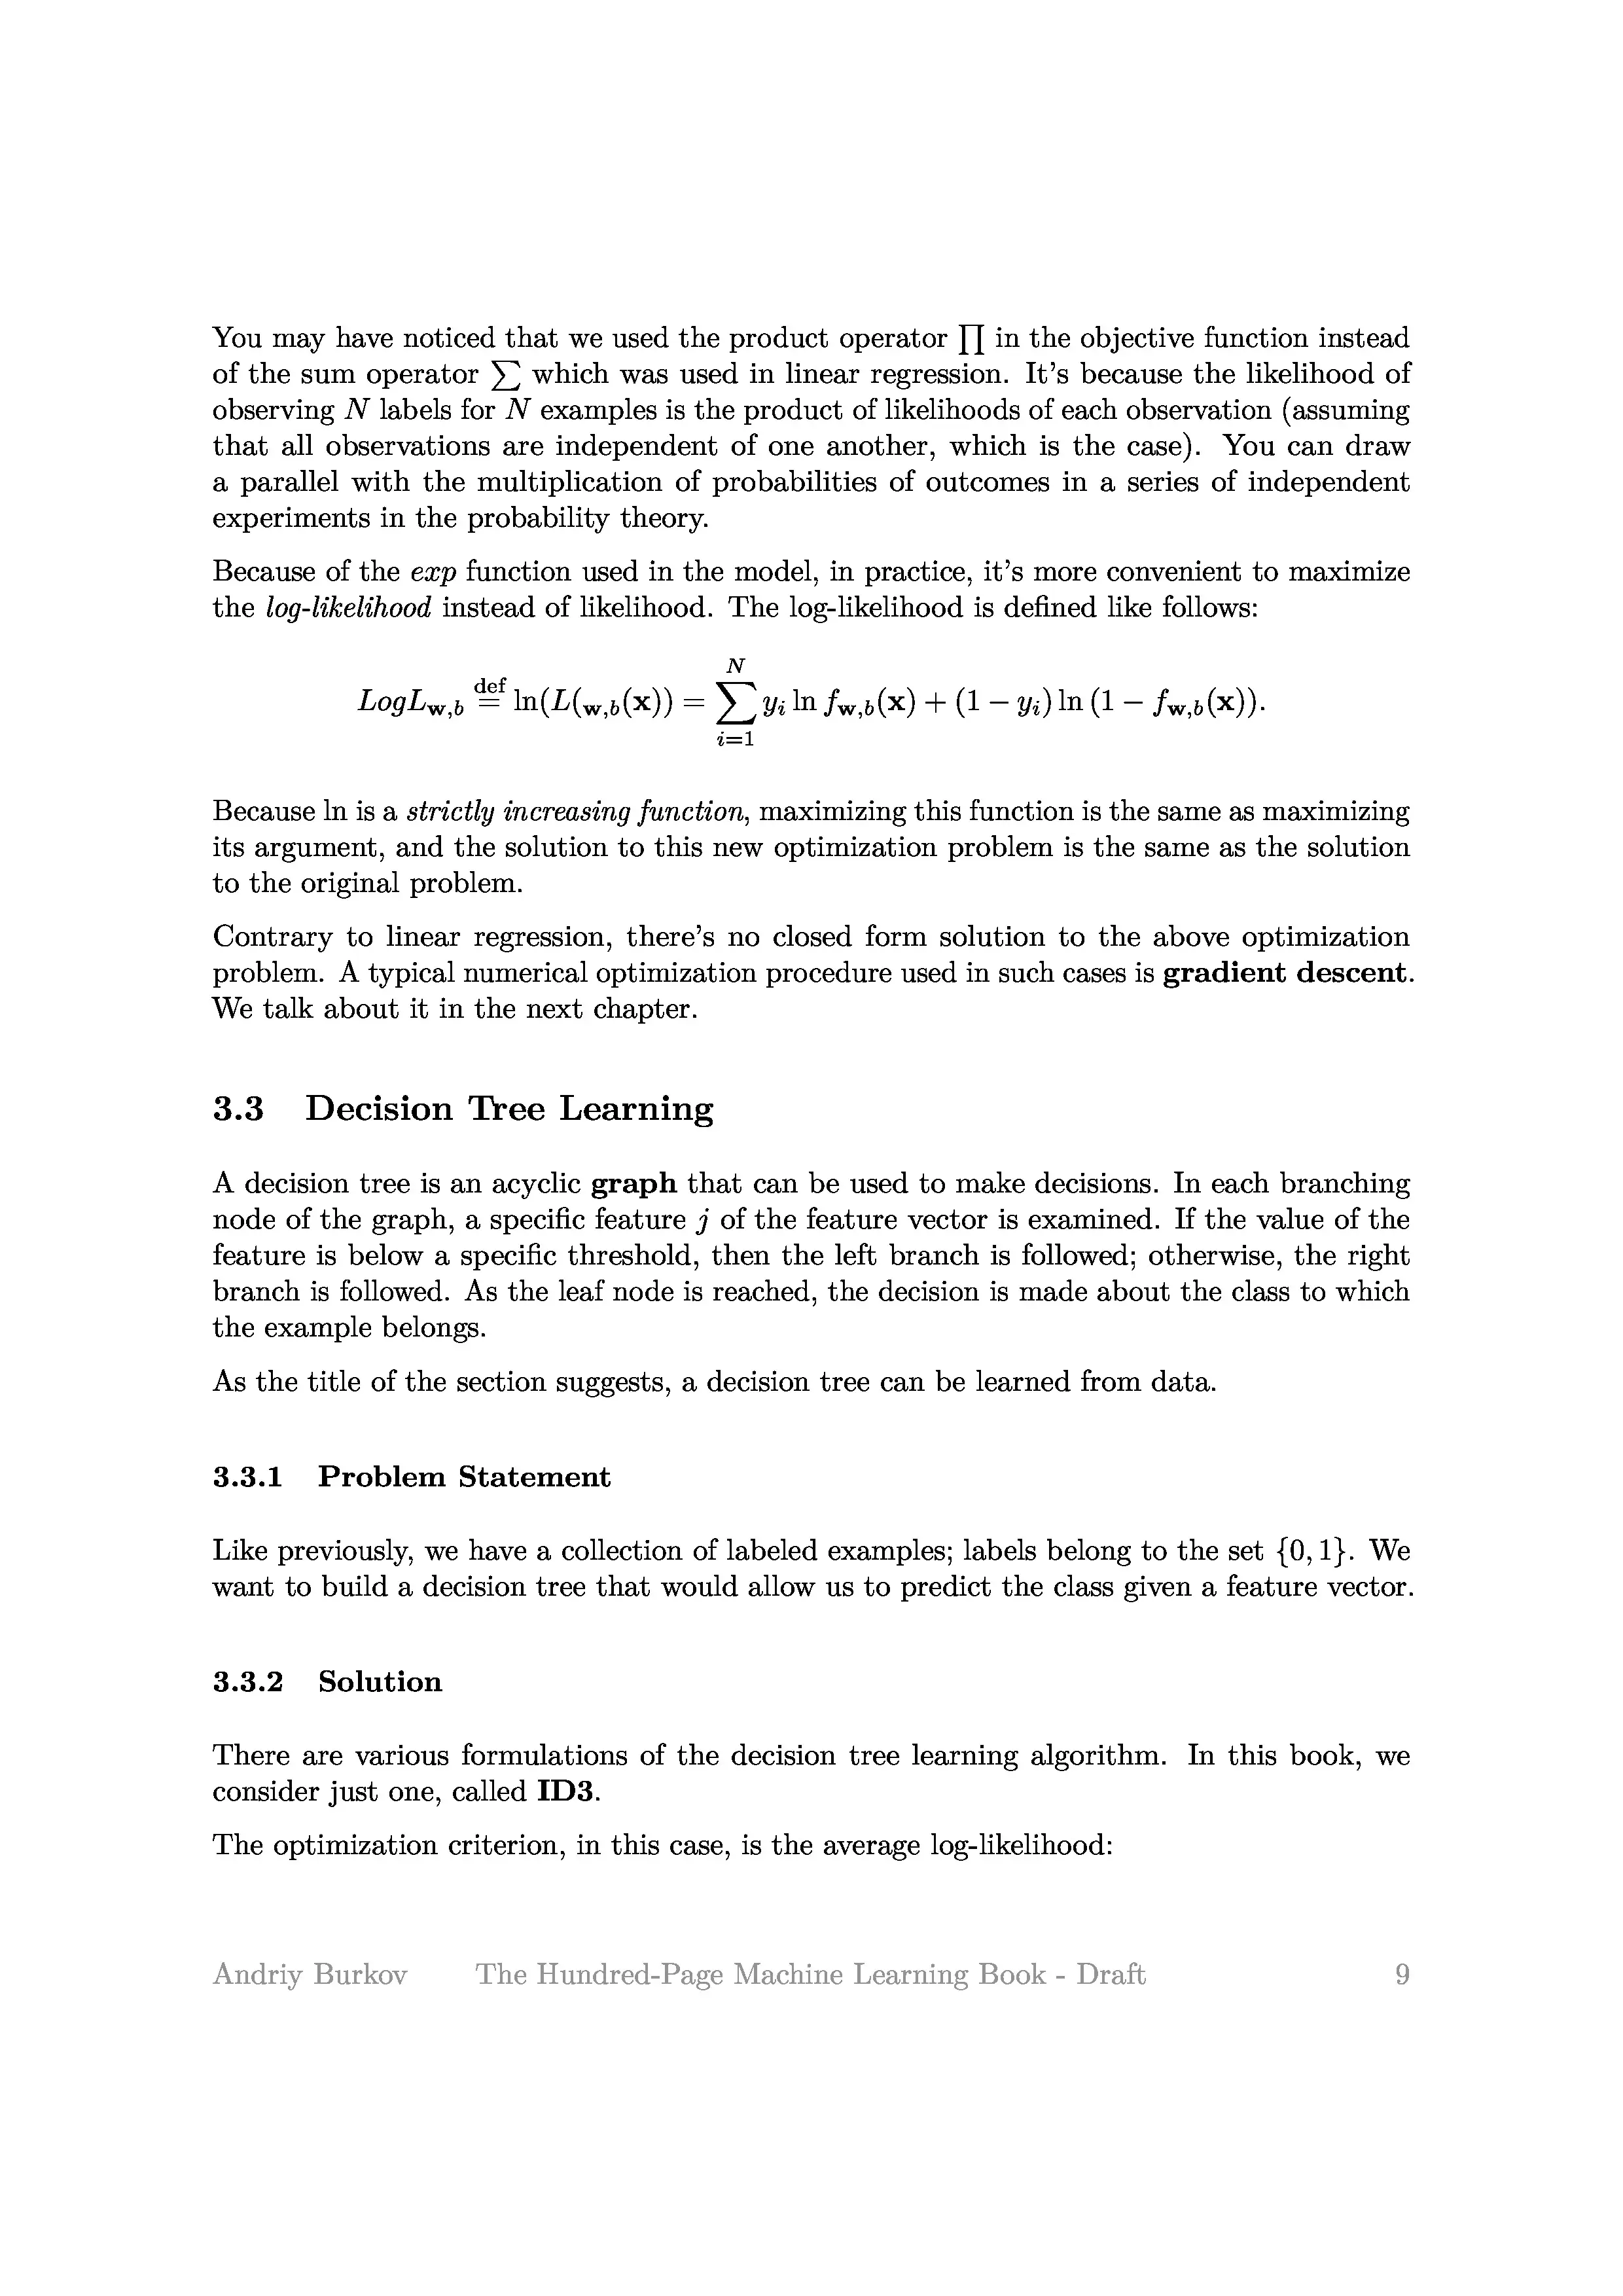 You may have noticed that we used the product operator ∏ in the objective function instead
of the sum operator ∑ which was used in linear regression. It's because the likelihood of
observing N labels for N examples is the product of likelihoods of each observation (assuming
that all observations are independent of one another, which is the case). You can draw
a parallel with the multiplication of probabilities of outcomes in a series of independent
experiments in the probability theory.
Because of the exp function used in the model, in practice, it's more convenient to maximize
the log-likelihood instead of likelihood. The log-likelihood is defined like follows:
LogL_{w,b} \stackrel{def}{=} ln(L(_{w,b}(x)) = ∑_{i=1}^{N} y_i ln f_{w,b}(x) + (1 − y_i) ln (1 − f_{w,b}(x)).
Because ln is a strictly increasing function, maximizing this function is the same as maximizing
its argument, and the solution to this new optimization problem is the same as the solution
to the original problem.
Contrary to linear regression, there's no closed form solution to the above optimization
problem. A typical numerical optimization procedure used in such cases is gradient descent.
We talk about it in the next chapter.
3.3 Decision Tree Learning
A decision tree is an acyclic graph that can be used to make decisions. In each branching
node of the graph, a specific feature j of the feature vector is examined. If the value of the
feature is below a specific threshold, then the left branch is followed; otherwise, the right
branch is followed. As the leaf node is reached, the decision is made about the class to which
the example belongs.
As the title of the section suggests, a decision tree can be learned from data.
3.3.1 Problem Statement
Like previously, we have a collection of labeled examples; labels belong to the set {0, 1}. We
want to build a decision tree that would allow us to predict the class given a feature vector.
3.3.2 Solution
There are various formulations of the decision tree learning algorithm. In this book, we
consider just one, called ID3.
The optimization criterion, in this case, is the average log-likelihood:
Andriy Burkov The Hundred-Page Machine Learning Book - Draft 9